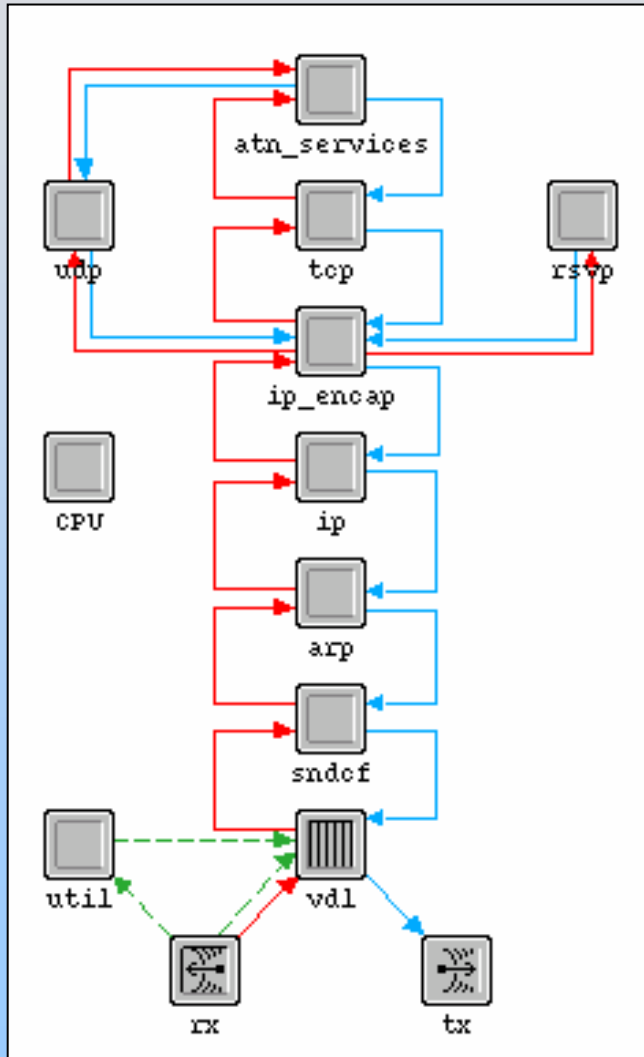 atn_services
udp
tcp
rsvp
ip_encap
CPU
ip
arp
sndcf
util
vdl
rx
tx